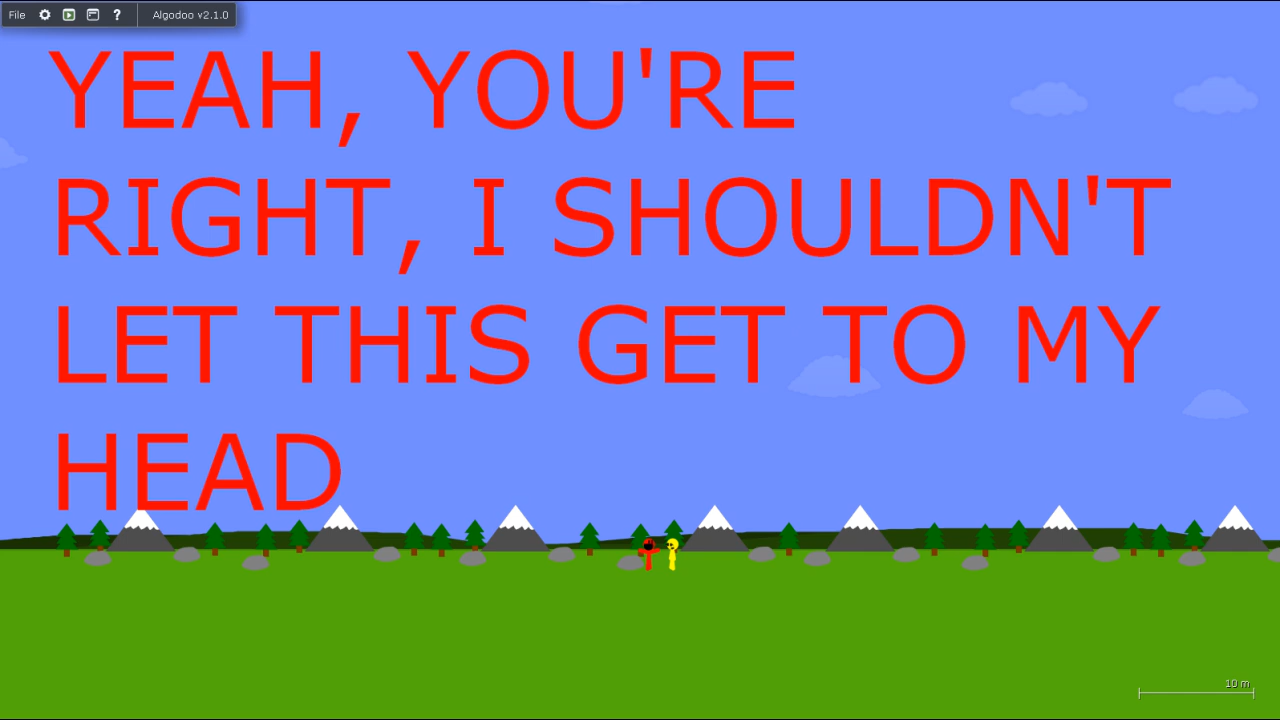 File ? Algodoo v2.1.0
YEAH, YOU'RE
RIGHT, I SHOULDN'T
LET THIS GET TO MY
HEAD
10 m